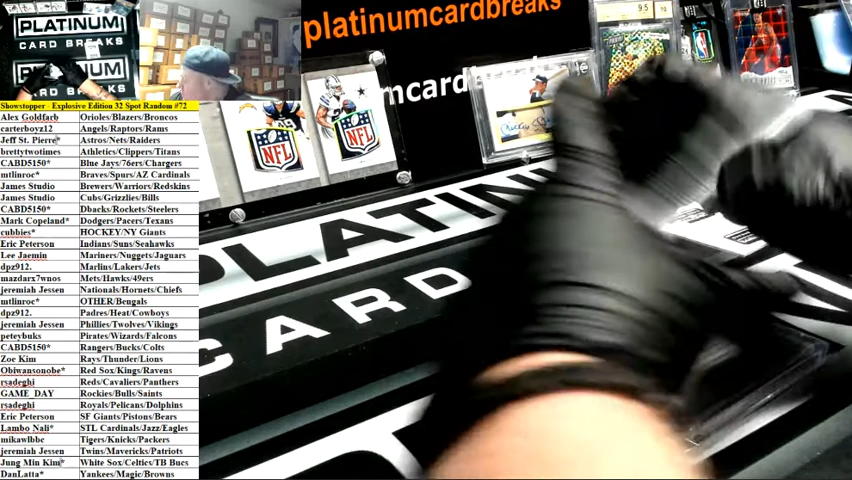 PLATINUM
CARD BREAKS
PLATINUM
CARD BREAKS
platinumcardbreaks
mcard
9.5
10
NFL
NFL
PLATINUM
CARD
Showstopper - Explosive Edition 32 Spot Random #72
Alex Goldfarb Orioles/Blazers/Broncos
carterboyz12 Angels/Raptors/Rams
Jeff St. Pierre* Astros/Nets/Raiders
brettytwotimes Athletics/Clippers/Titans
CABD5150* Blue Jays/76ers/Chargers
mtlinroc* Braves/Spurs/AZ Cardinals
James Studio Brewers/Warriors/Redskins
James Studio Cubs/Grizzlies/Bills
CABD5150* Dbacks/Rockets/Steelers
Mark Copeland* Dodgers/Pacers/Texans
cubbies* HOCKEY/NY Giants
Eric Peterson Indians/Suns/Seahawks
Lee Jaemin Mariners/Nuggets/Jaguars
dpz912. Marlins/Lakers/Jets
mazdarx7wnos Mets/Hawks/49ers
jeremiah Jessen Nationals/Hornets/Chiefs
mtlinroc* OTHER/Bengals
dpz912. Padres/Heat/Cowboys
jeremiah Jessen Phillies/Twolves/Vikings
peteybuks Pirates/Wizards/Falcons
CABD5150* Rangers/Bucks/Colts
Zoe Kim Rays/Thunder/Lions
Obiwansonobe* Red Sox/Kings/Ravens
rsadeghi Reds/Cavaliers/Panthers
GAME_DAY Rockies/Bulls/Saints
rsadeghi Royals/Pelicans/Dolphins
Eric Peterson SF Giants/Pistons/Bears
Lambo Nali* STL Cardinals/Jazz/Eagles
mikawlbbc Tigers/Knicks/Packers
jeremiah Jessen Twins/Mavericks/Patriots
Jung Min Kim* White Sox/Celtics/TB Bucs
DanLatta* Yankees/Magic/Browns